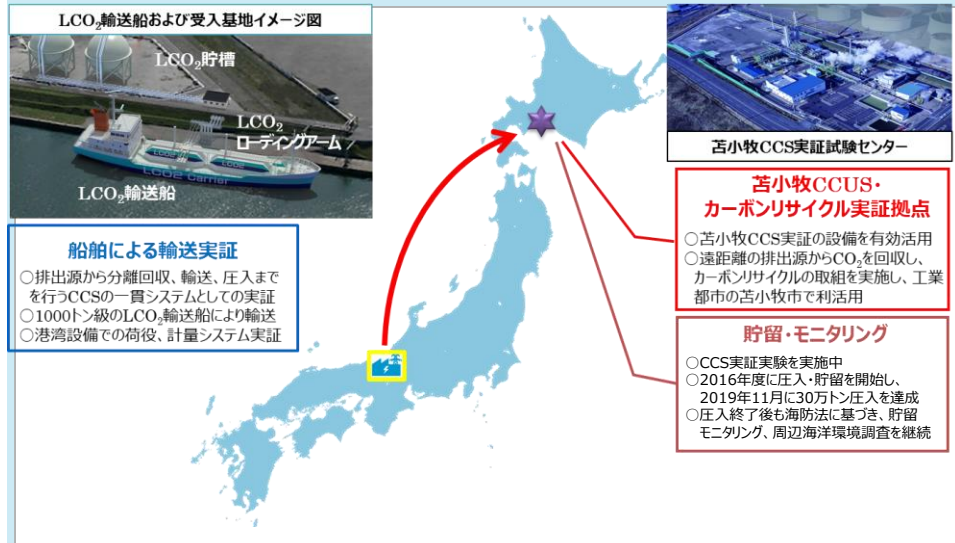 LCO₂輸送船および受入基地イメージ図
LCO₂貯槽
LCO₂
ローディングアーム
LCO2 Carrier
LCO₂輸送船
船舶による輸送実証
○排出源から分離回収、輸送、圧入まで
を行うCCSの一貫システムとしての実証
○1000トン級のLCO₂輸送船により輸送
○港湾設備での荷役、計量システム実証
苫小牧CCS実証試験センター
苫小牧CCUS・
カーボンリサイクル実証拠点
○苫小牧CCS実証の設備を有効活用
○遠距離の排出源からCO₂を回収し、
カーボンリサイクルの取組を実施し、工業
都市の苫小牧市で利活用
貯留・モニタリング
○CCS実証実験を実施中
○2016年度に圧入・貯留を開始し、
2019年11月に30万トン圧入を達成
○圧入終了後も海防法に基づき、貯留
モニタリング、周辺海洋環境調査を継続